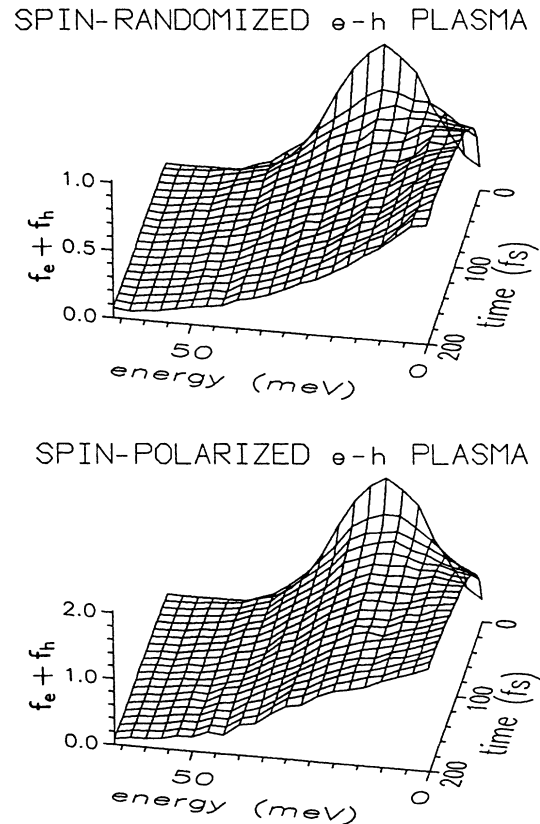 SPIN-RANDOMIZED e-h PLASMA
1.0
0.5
0.0
f_e + f_h
50
0
energy (meV)
0
100
200
time (fs)
SPIN-POLARIZED e-h PLASMA
2.0
1.0
0.0
f_e + f_h
50
0
energy (meV)
0
100
200
time (fs)